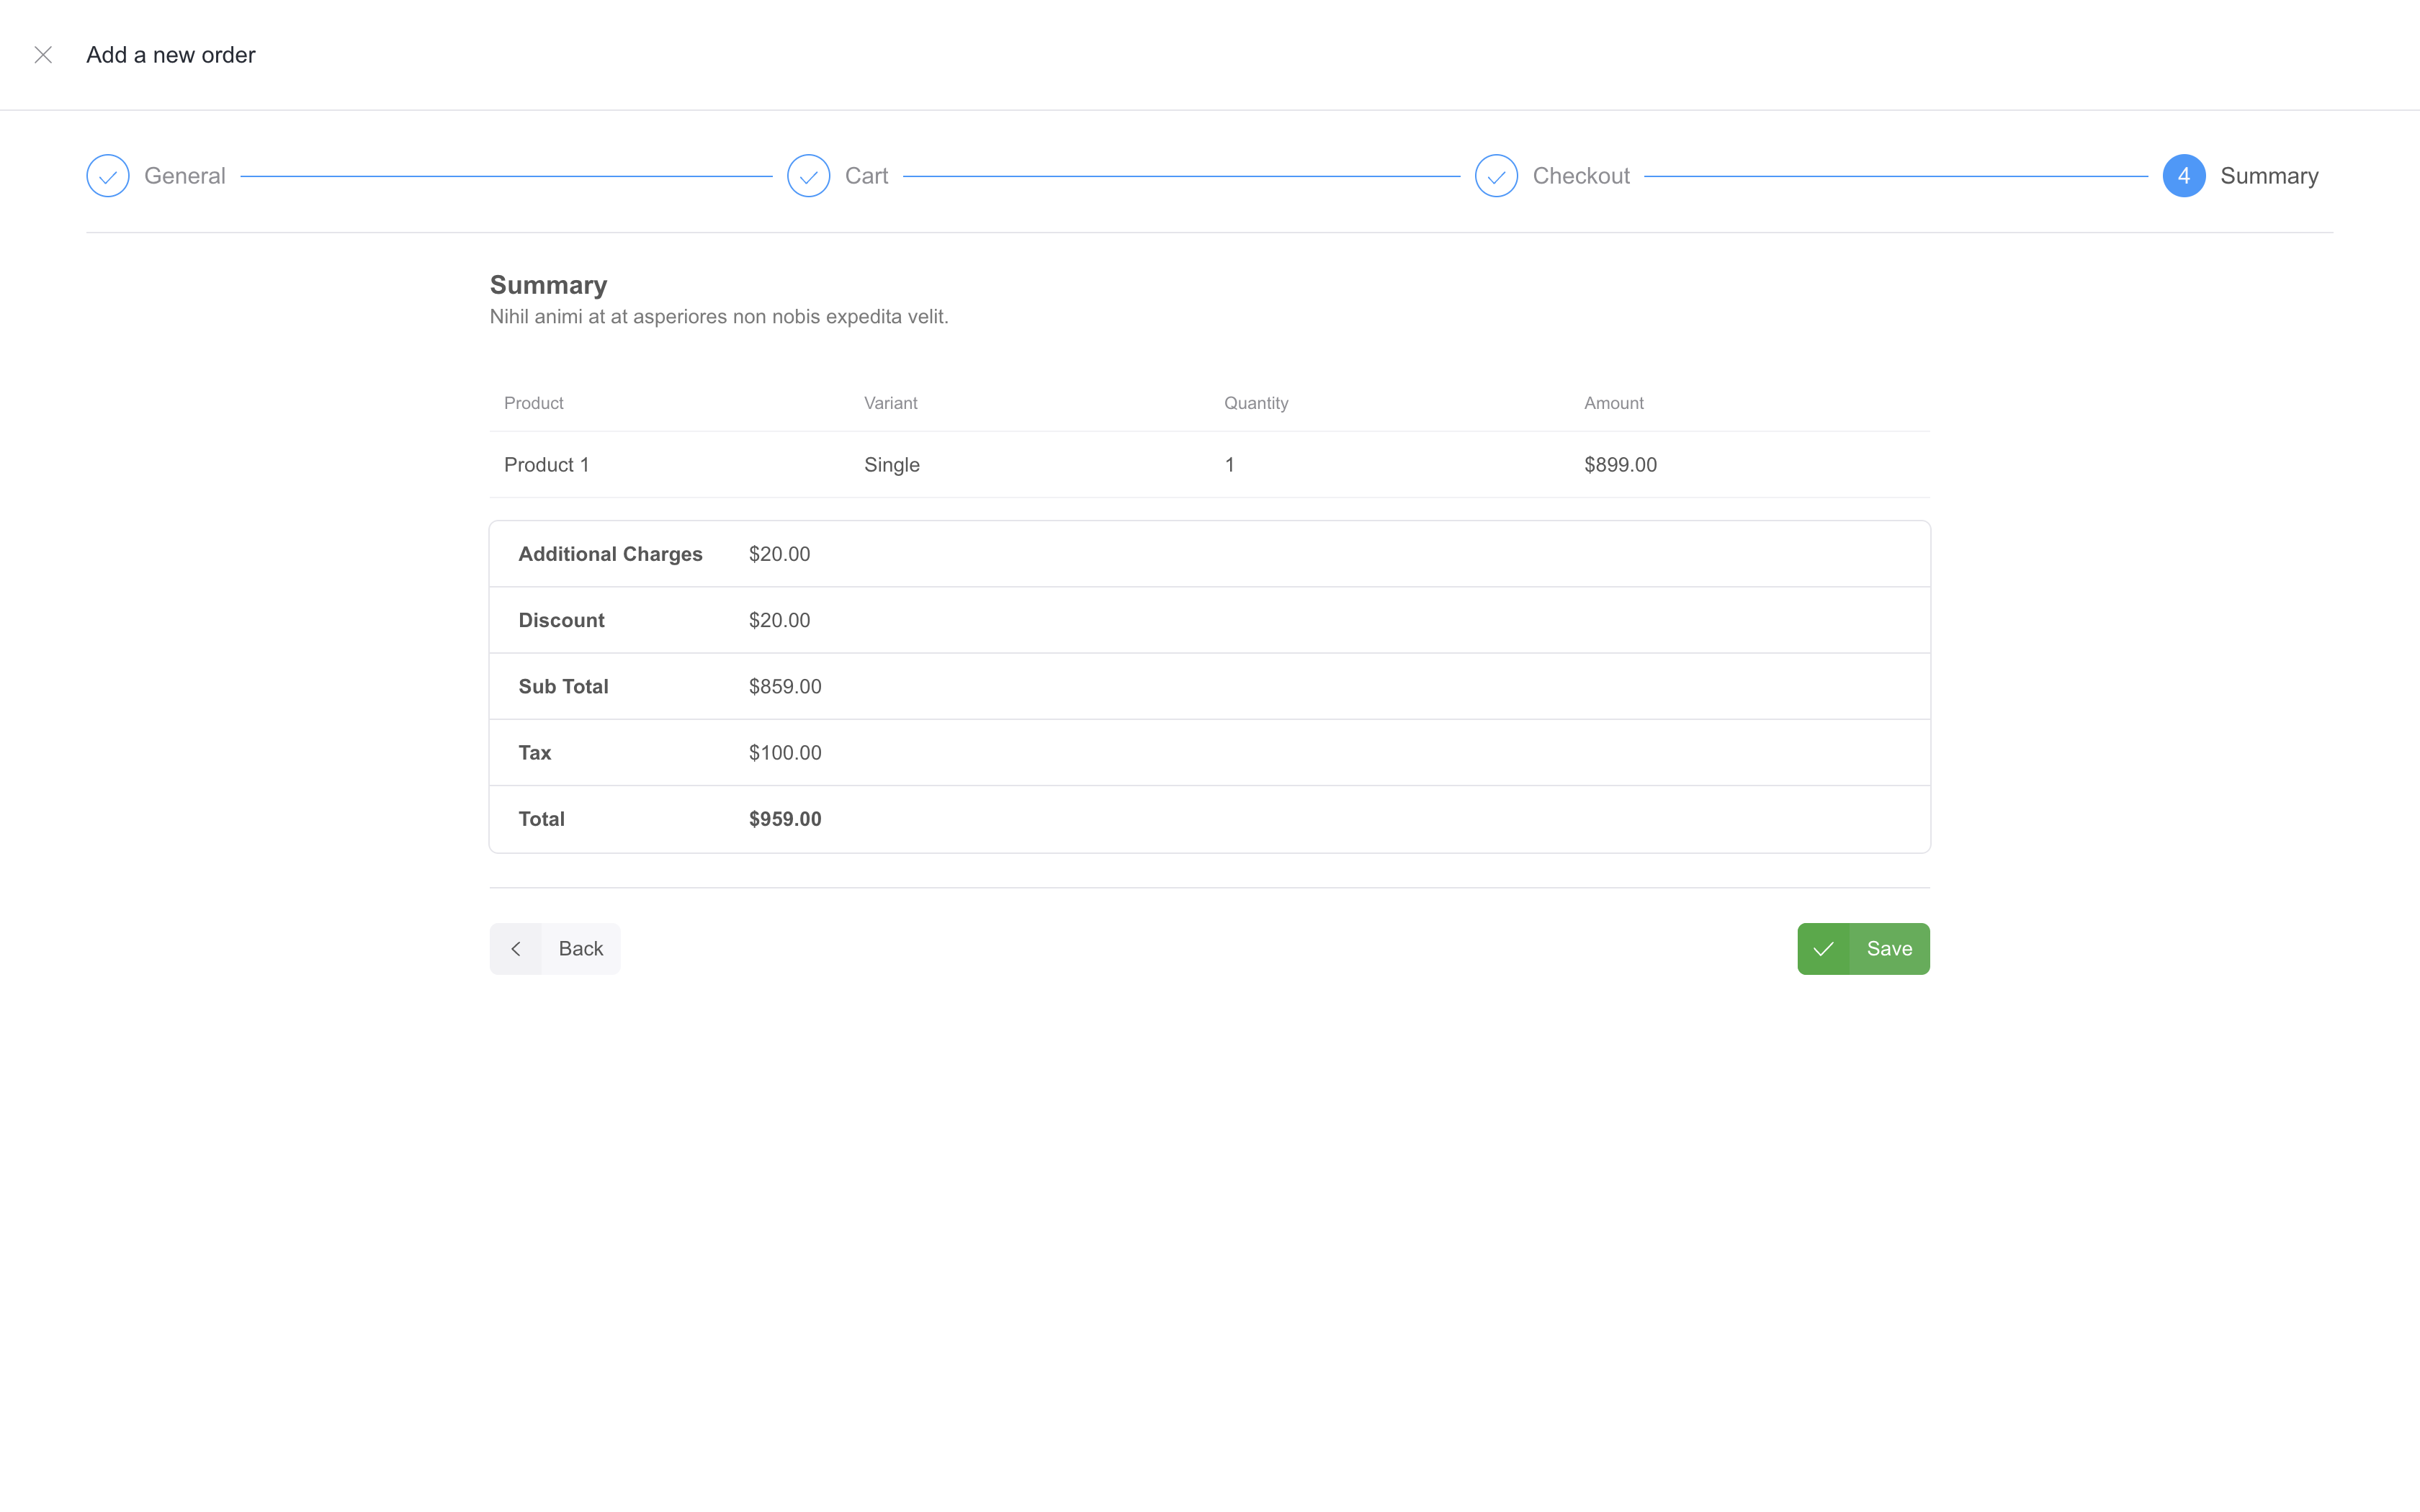 Add a new order
General
Cart
Checkout
4 Summary
Summary
Nihil animi at at asperiores non nobis expedita velit.
Product Variant Quantity Amount
Product 1 Single 1 $899.00
Additional Charges $20.00
Discount $20.00
Sub Total $859.00
Tax $100.00
Total $959.00
Back
Save